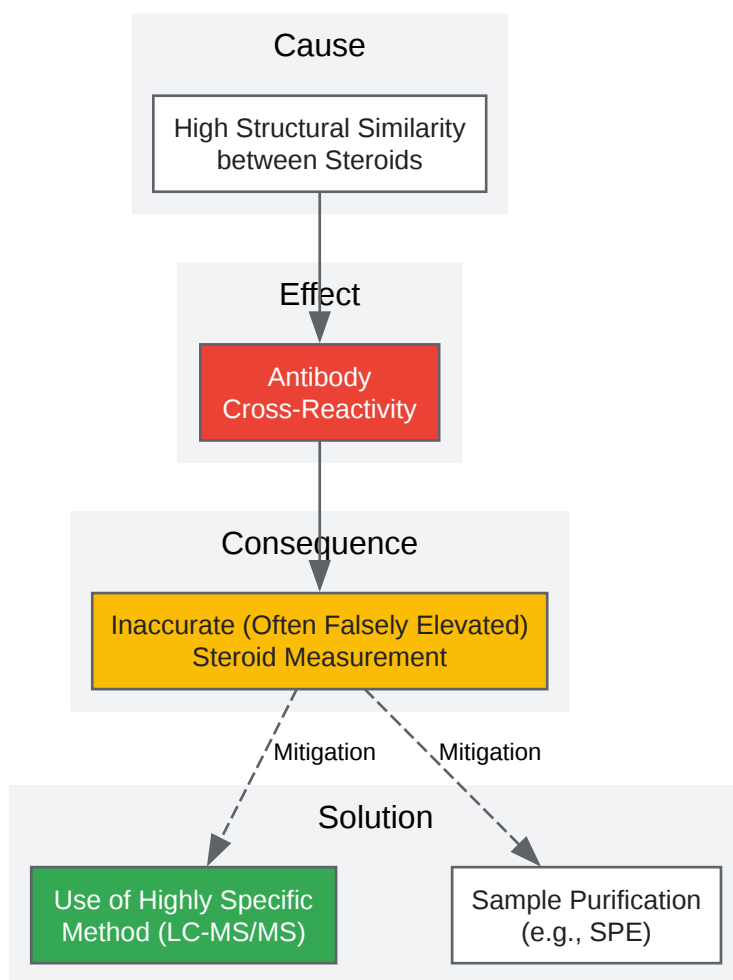 Cause
High Structural Similarity
between Steroids
Effect
Antibody
Cross-Reactivity
Consequence
Inaccurate (Often Falsely Elevated)
Steroid Measurement
Mitigation
Mitigation
Solution
Use of Highly Specific
Method (LC-MS/MS)
Sample Purification
(e.g., SPE)